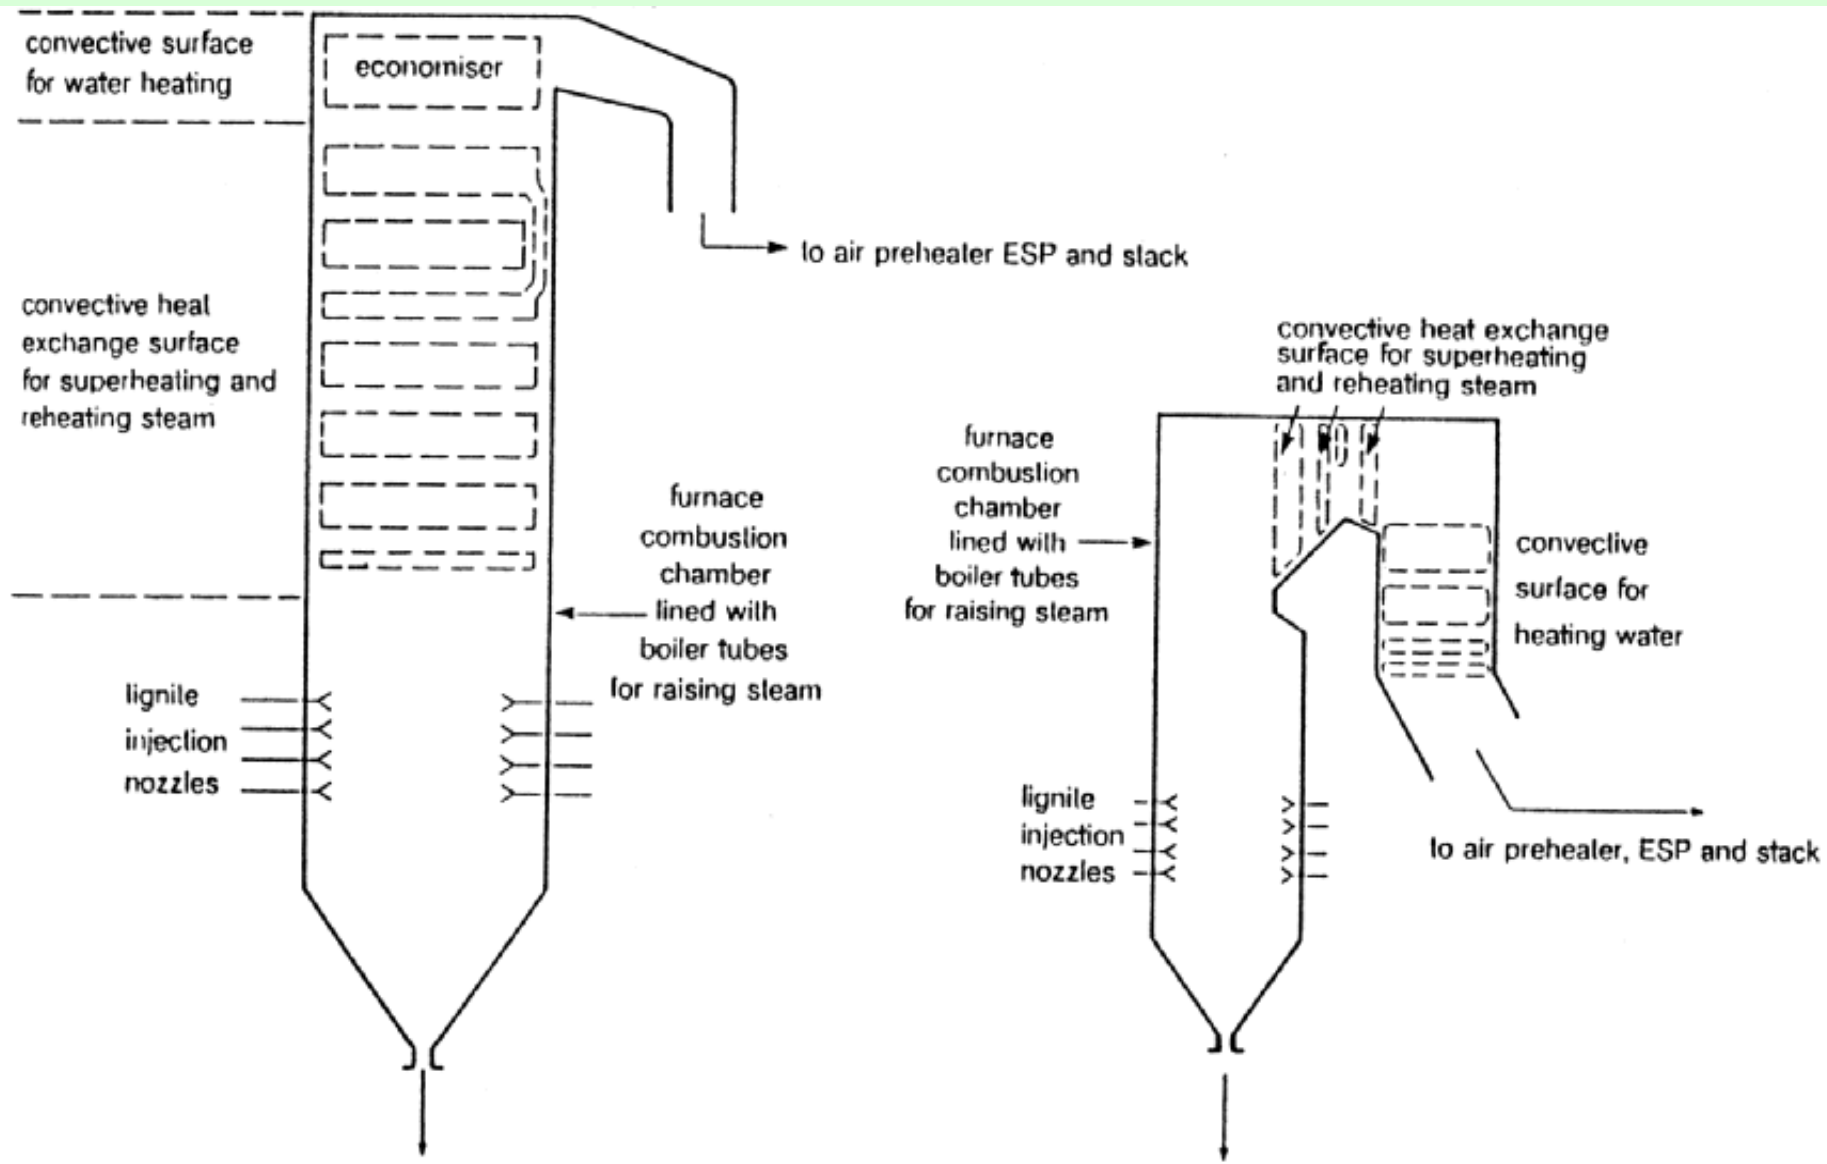 convective surface
for water heating
economiser
to air preheater ESP and stack
convective heat
exchange surface
for superheating and
reheating steam
furnace
combustion
chamber
lined with
boiler tubes
for raising steam
lignite
injection
nozzles
convective heat exchange
surface for superheating
and reheating steam
furnace
combustion
chamber
lined with
boiler tubes
for raising steam
convective
surface for
heating water
lignite
injection
nozzles
to air preheater, ESP and stack